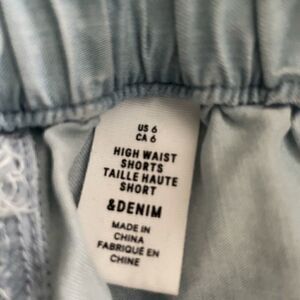 US 6
CA 6
HIGH WAIST
SHORTS
TAILLE HAUTE
SHORT
&DENIM
MADE IN
CHINA
FABRIQUÉ EN
CHINE